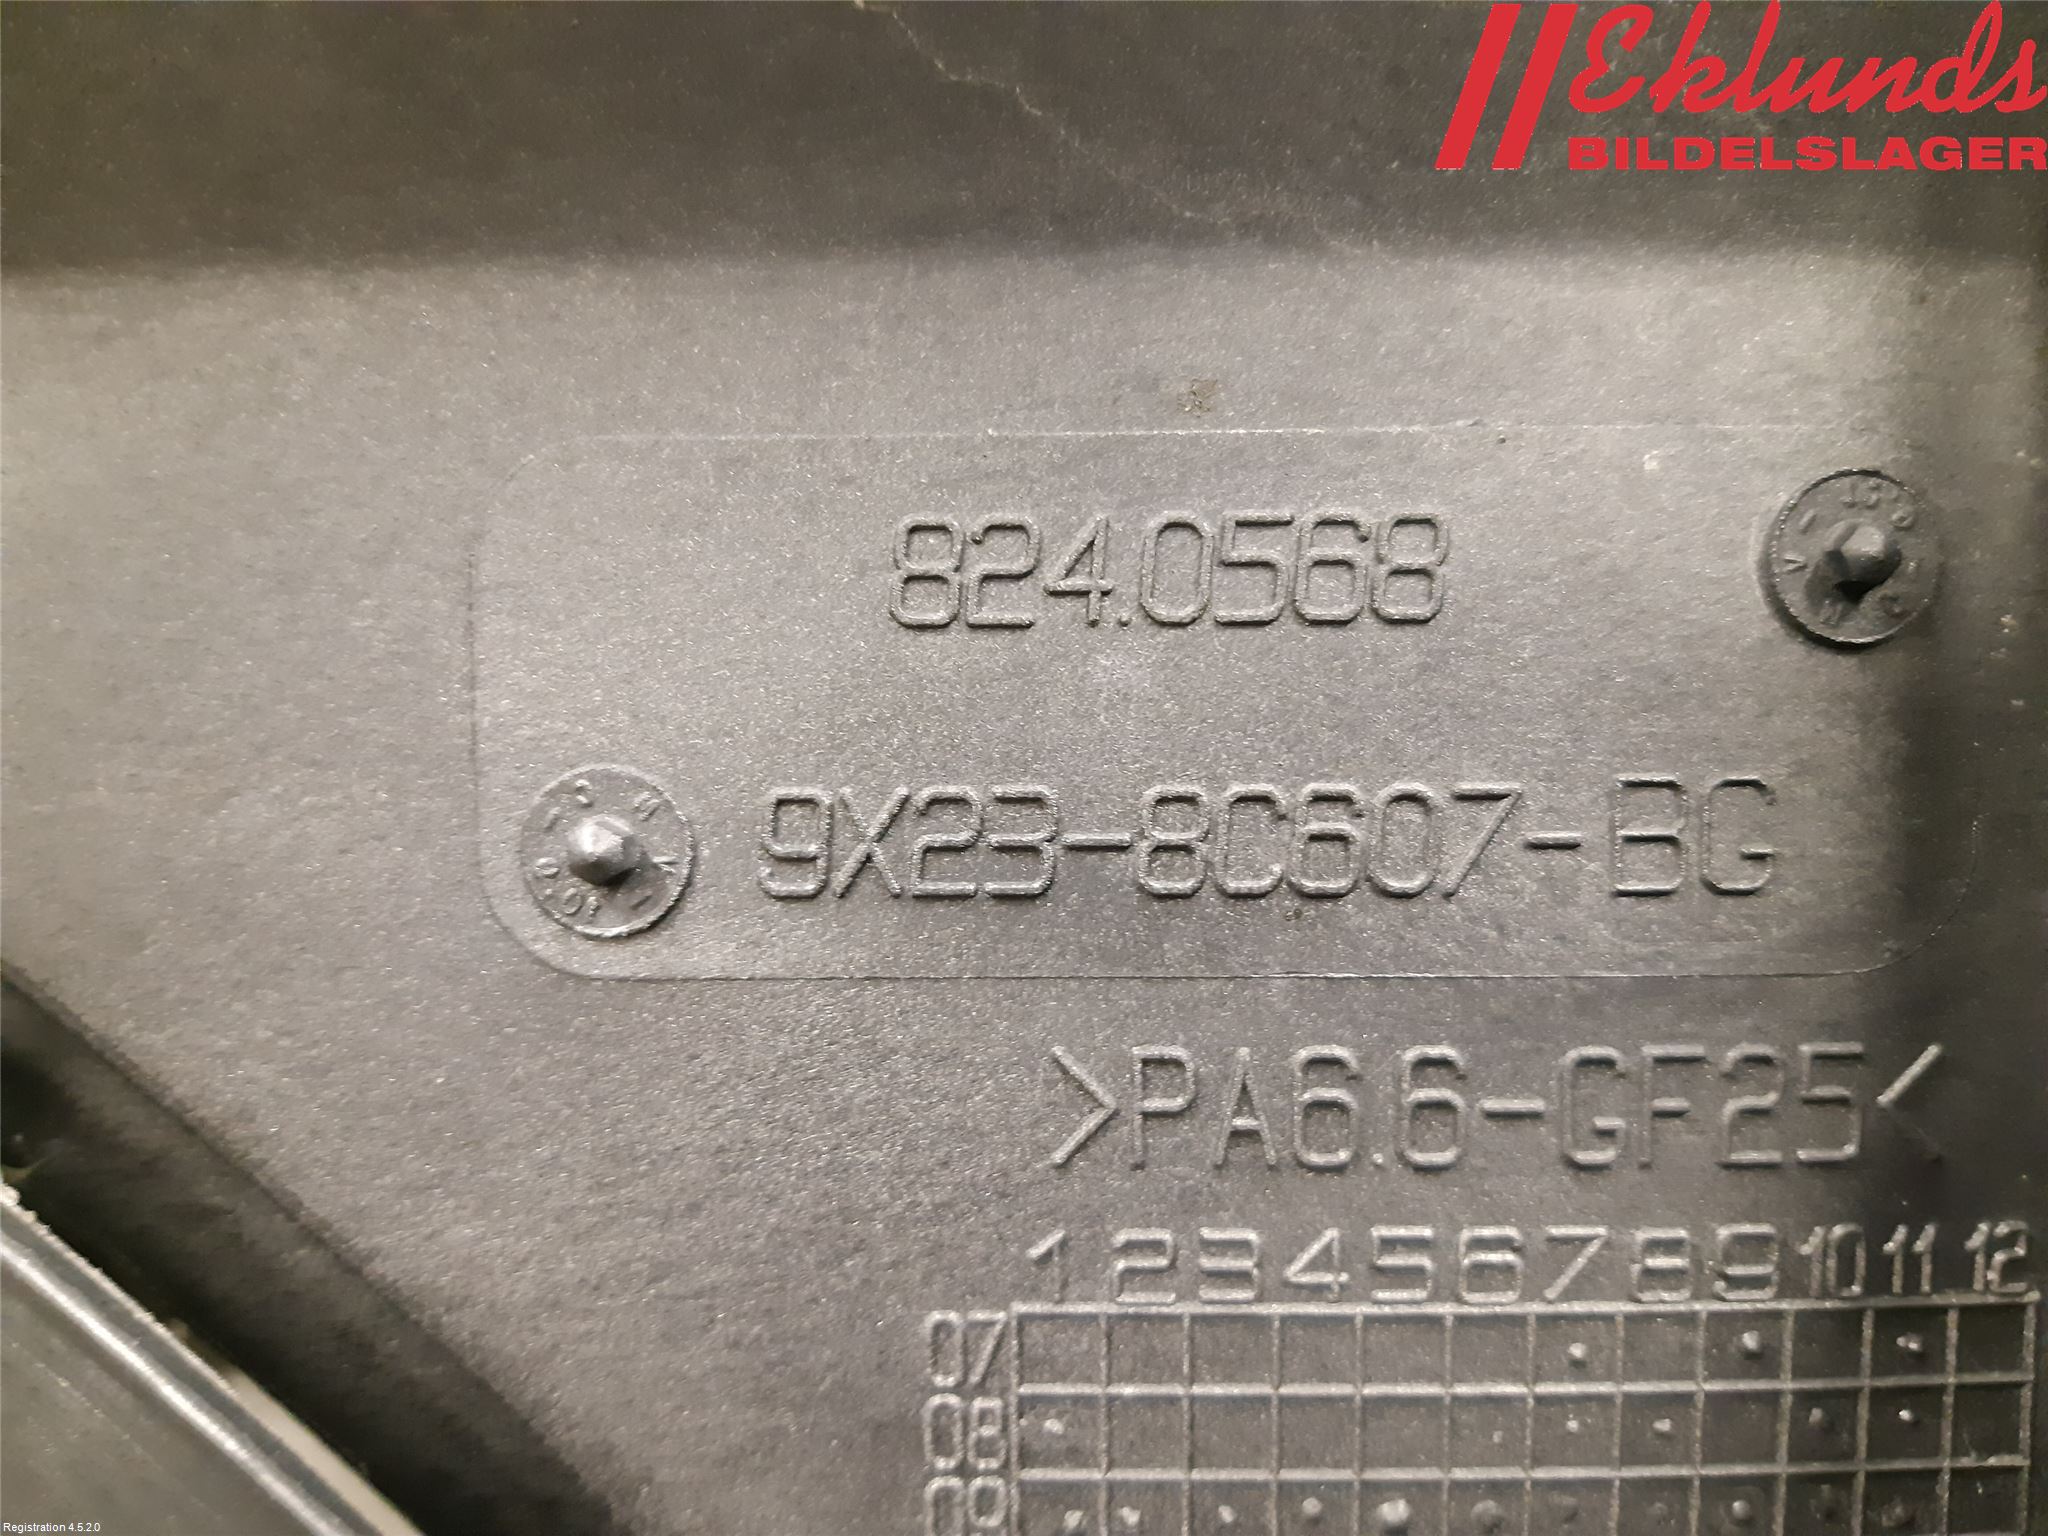 Eklunds
BILDELSLAGER
824.0568
9X23-8C607-BG
>PA6.6-GF25<
1 2 3 4 5 6 7 8 9 10 11 12
07
08
09
Registration 4.5.2.0